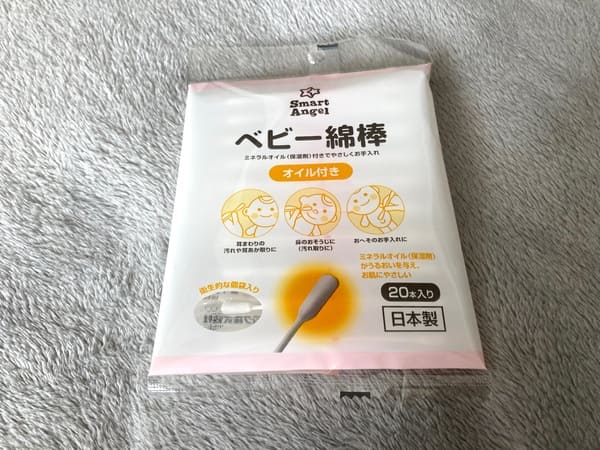 Smart
Angel
ベビー綿棒
ミネラルオイル(保湿剤)付きでやさしくお手入れ
オイル付き
耳まわりの
汚れや耳あか取りに
鼻のおそうじに
(汚れ取りに)
おへそのお手入れに
ミネラルオイル(保湿剤)
がうるおいを与え、
お肌にやさしい
衛生的な個袋入り
20本入り
日本製